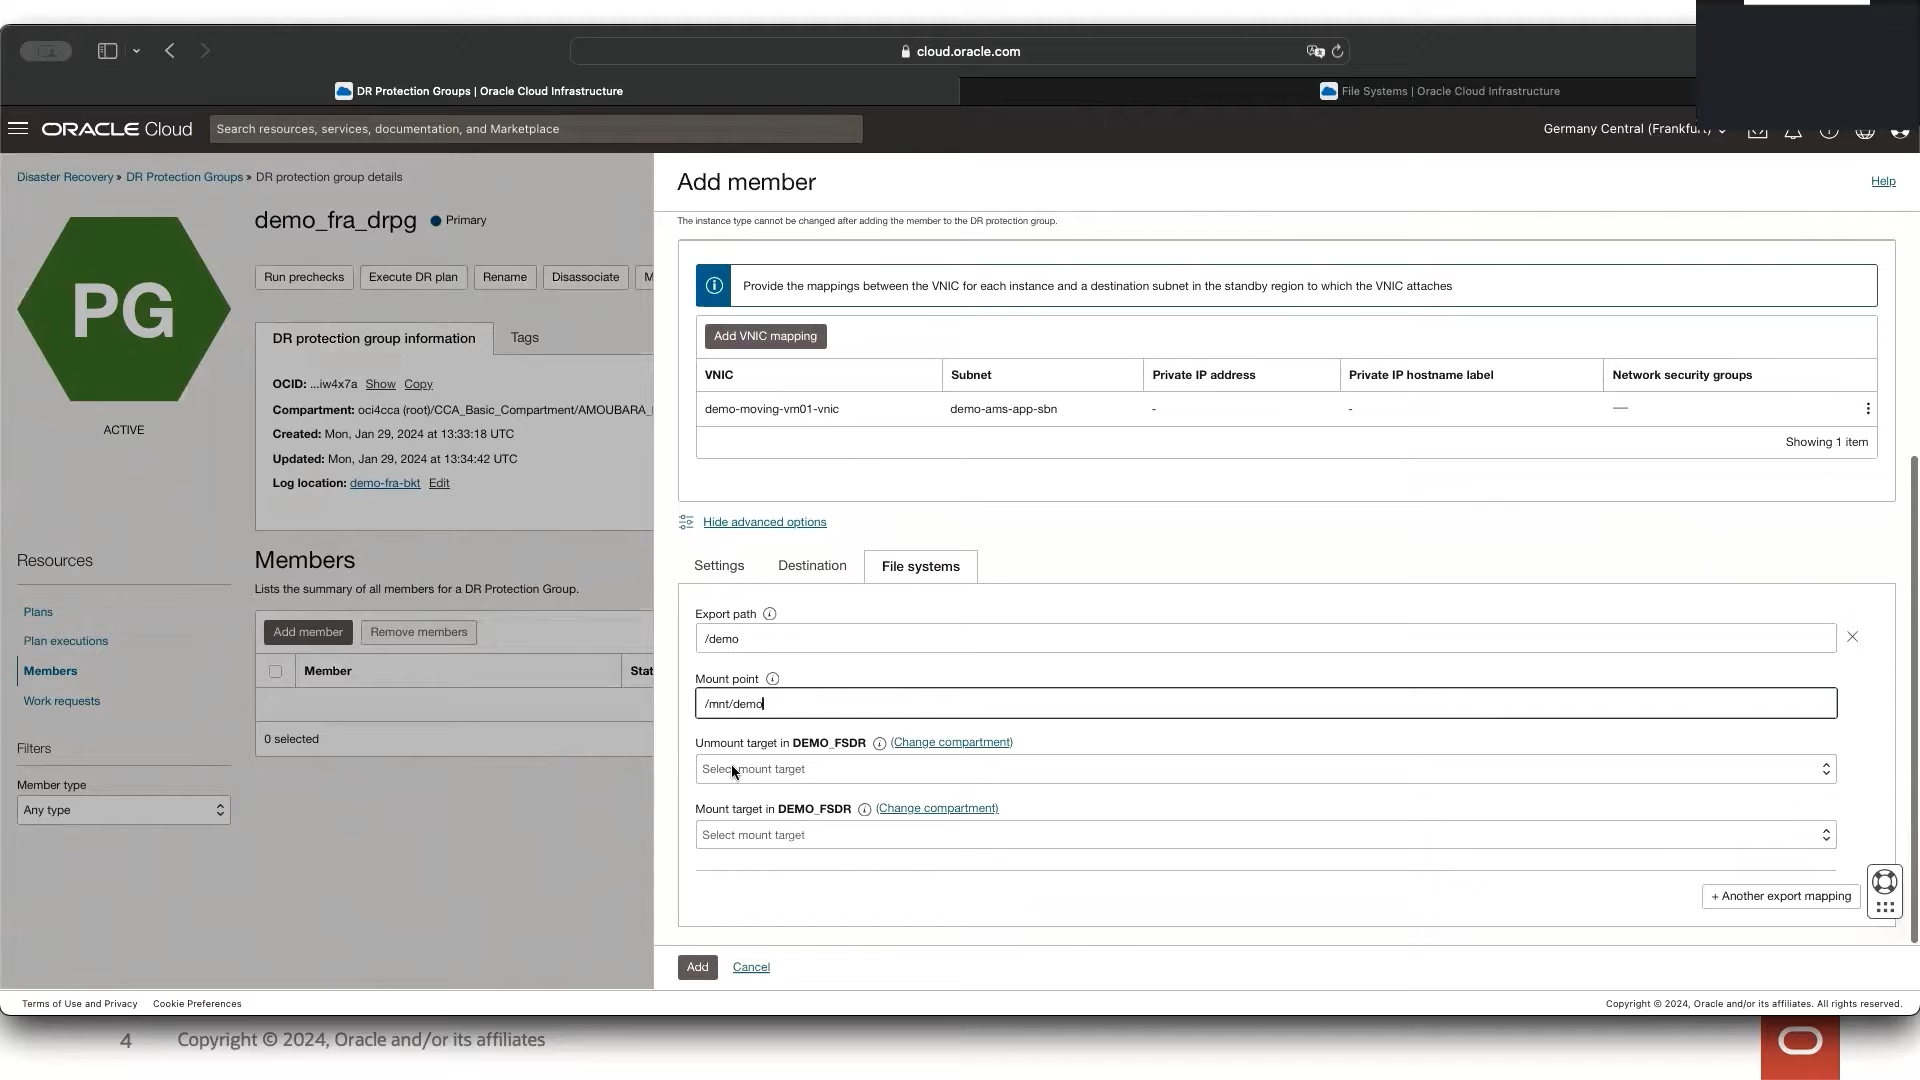 cloud.oracle.com
DR Protection Groups | Oracle Cloud Infrastructure
File Systems | Oracle Cloud Infrastructure
ORACLE Cloud
Search resources, services, documentation, and Marketplace
Germany Central (Frankfurt)
Disaster Recovery » DR Protection Groups » DR protection group details
PG
ACTIVE
demo_fra_drpg
Primary
Run prechecks
Execute DR plan
Rename
Disassociate
M
DR protection group information
Tags
OCID: ...iw4x7a Show Copy
Compartment: oci4cca (root)/CCA_Basic_Compartment/AMOUBARA_
Created: Mon, Jan 29, 2024 at 13:33:18 UTC
Updated: Mon, Jan 29, 2024 at 13:34:42 UTC
Log location: demo-fra-bkt Edit
Resources
Plans
Plan executions
Members
Work requests
Filters
Member type
Any type
Members
Lists the summary of all members for a DR Protection Group.
Add member
Remove members
Member
Stat
0 selected
Add member
Help
The instance type cannot be changed after adding the member to the DR protection group.
Provide the mappings between the VNIC for each instance and a destination subnet in the standby region to which the VNIC attaches
Add VNIC mapping
VNIC Subnet Private IP address Private IP hostname label Network security groups
demo-moving-vm01-vnic demo-ams-app-sbn - - —
Showing 1 item
Hide advanced options
Settings
Destination
File systems
Export path
/demo
Mount point
/mnt/demo
Unmount target in DEMO_FSDR (Change compartment)
Select mount target
Mount target in DEMO_FSDR (Change compartment)
Select mount target
+ Another export mapping
Add
Cancel
Terms of Use and Privacy
Cookie Preferences
Copyright © 2024, Oracle and/or its affiliates. All rights reserved.
4
Copyright © 2024, Oracle and/or its affiliates